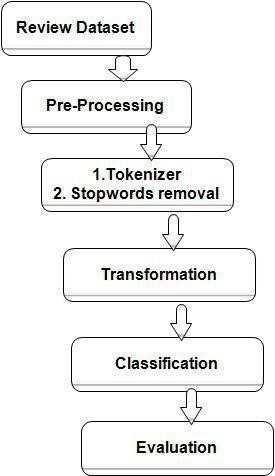 Review Dataset
Pre-Processing
1.Tokenizer
2. Stopwords removal
Transformation
Classification
Evaluation